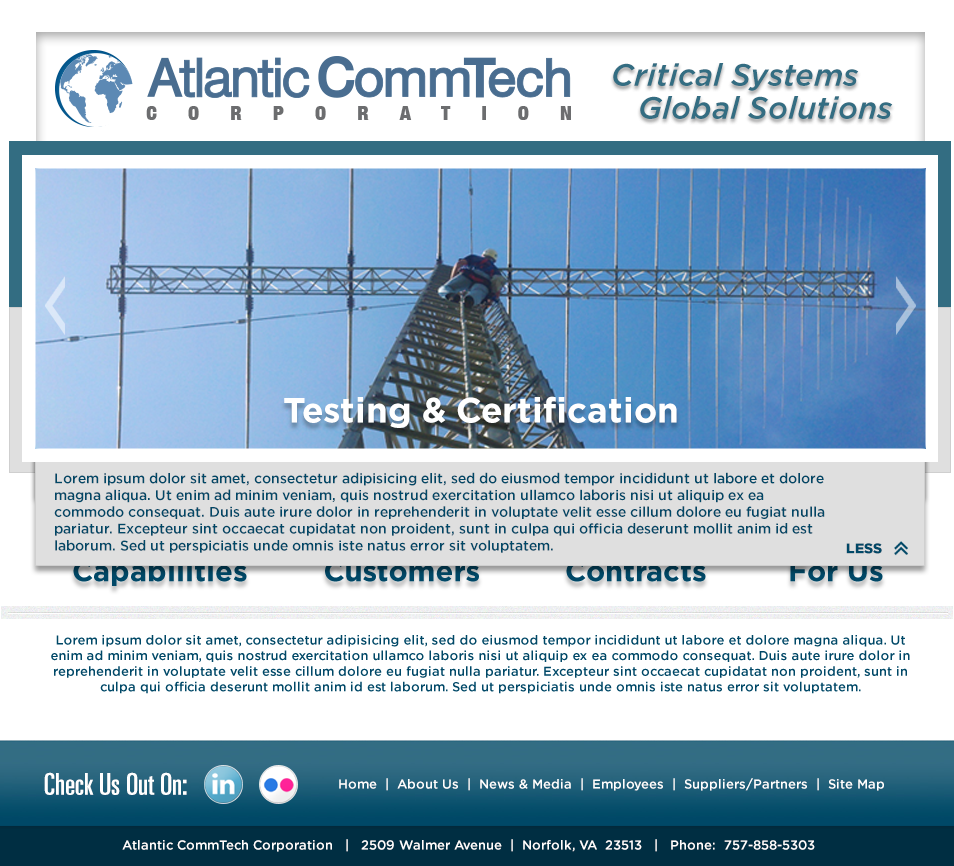 Atlantic CommTech
CORPORATION
Critical Systems
Global Solutions
Testing & Certification
Lorem ipsum dolor sit amet, consectetur adipisicing elit, sed do eiusmod tempor incididunt ut labore et dolore
magna aliqua. Ut enim ad minim veniam, quis nostrud exercitation ullamco laboris nisi ut aliquip ex ea
commodo consequat. Duis aute irure dolor in reprehenderit in voluptate velit esse cillum dolore eu fugiat nulla
pariatur. Excepteur sint occaecat cupidatat non proident, sunt in culpa qui officia deserunt mollit anim id est
laborum. Sed ut perspiciatis unde omnis iste natus error sit voluptatem.
LESS
Capabilities Customers Contracts For Us
Lorem ipsum dolor sit amet, consectetur adipisicing elit, sed do eiusmod tempor incididunt ut labore et dolore magna aliqua. Ut
enim ad minim veniam, quis nostrud exercitation ullamco laboris nisi ut aliquip ex ea commodo consequat. Duis aute irure dolor in
reprehenderit in voluptate velit esse cillum dolore eu fugiat nulla pariatur. Excepteur sint occaecat cupidatat non proident, sunt in
culpa qui officia deserunt mollit anim id est laborum. Sed ut perspiciatis unde omnis iste natus error sit voluptatem.
Check Us Out On: in
Home | About Us | News & Media | Employees | Suppliers/Partners | Site Map
Atlantic CommTech Corporation | 2509 Walmer Avenue | Norfolk, VA 23513 | Phone: 757-858-5303